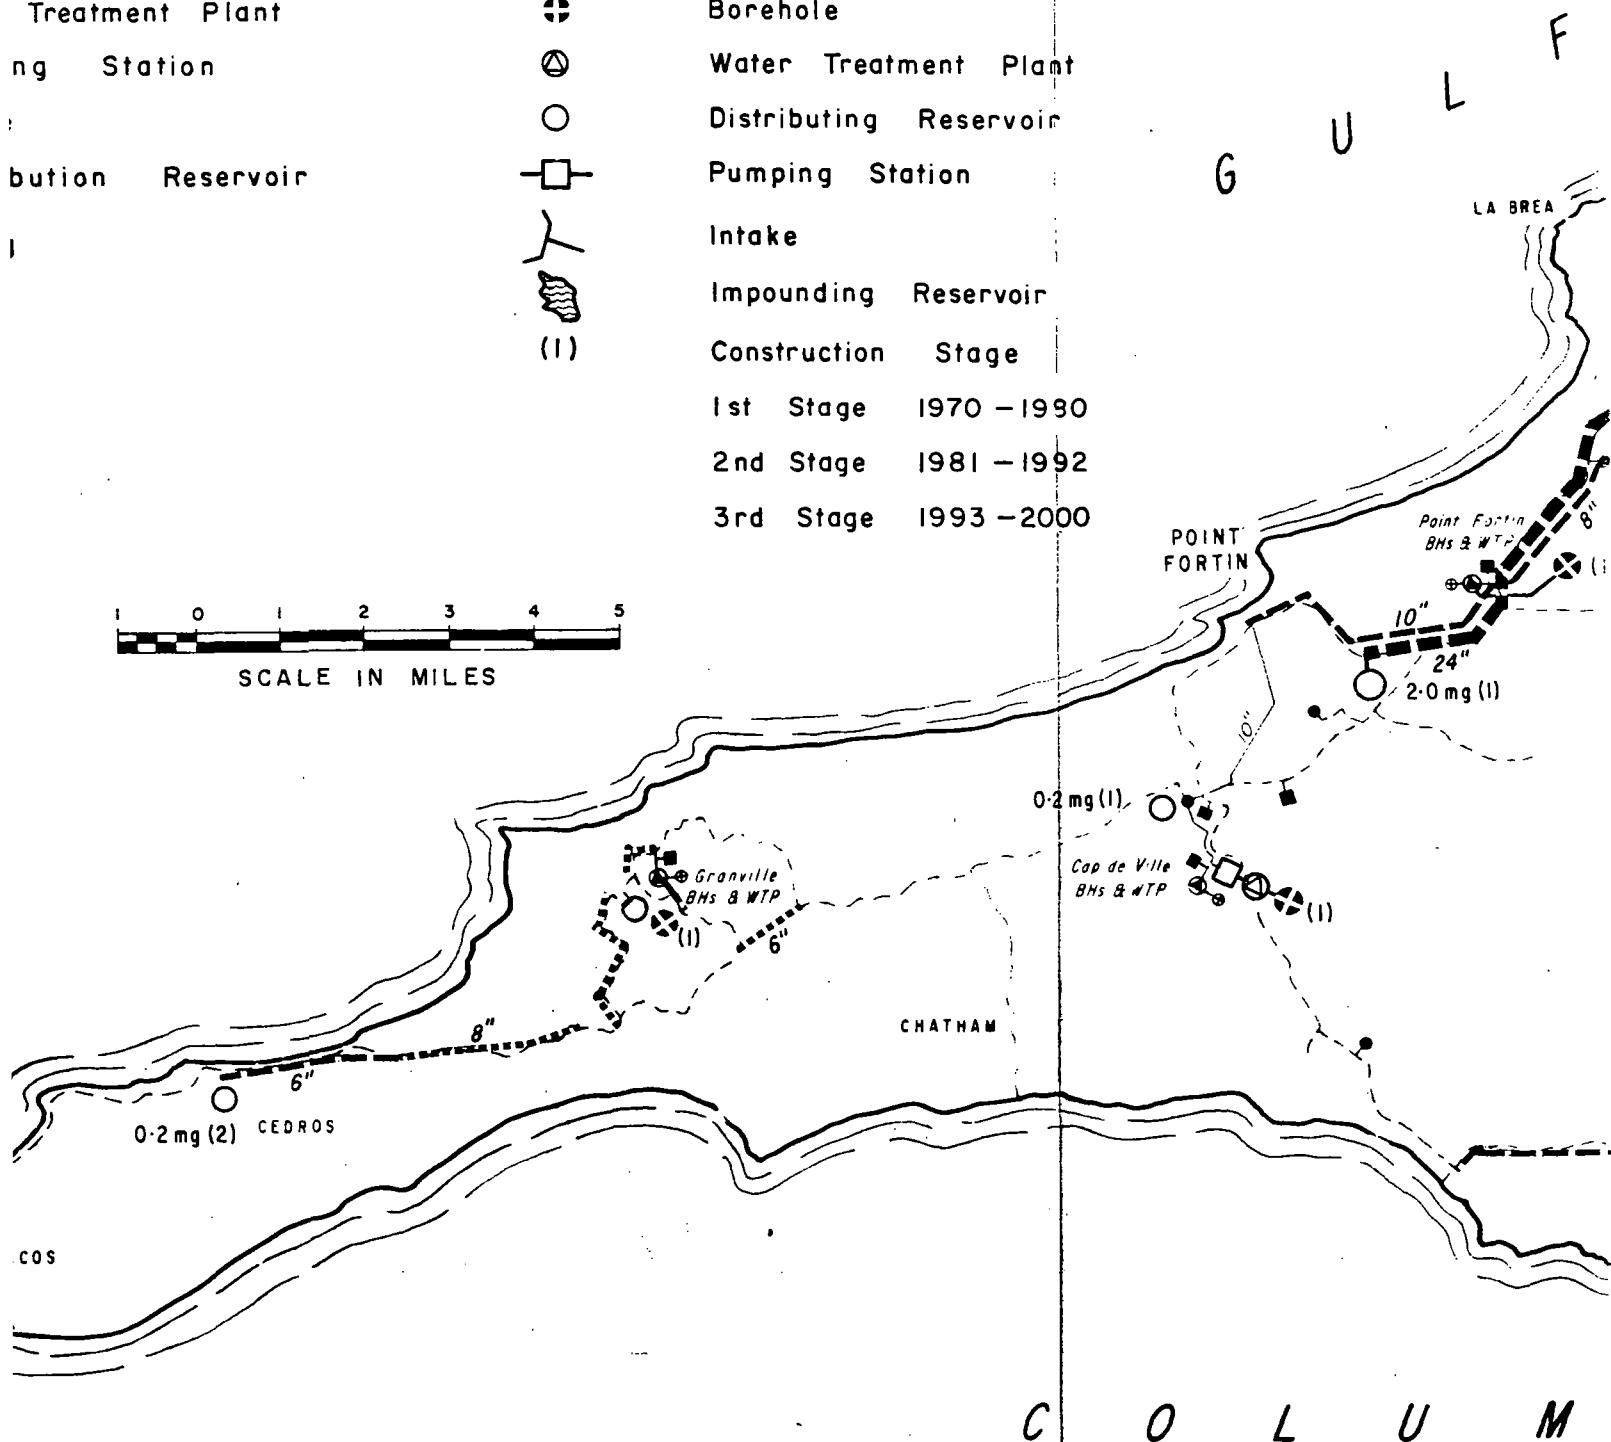 Treatment Plant
Borehole
ng Station
Water Treatment Plant
Distributing Reservoir
bution Reservoir
Pumping Station
Intake
Impounding Reservoir
(1)
Construction Stage
1st Stage 1970 – 1980
2nd Stage 1981 – 1992
3rd Stage 1993 – 2000
G U L F
LA BREA
POINT FORTIN
Point Fortin
BHs & WTP
8"
(1
1 0 1 2 3 4 5
SCALE IN MILES
10"
24"
2·0 mg (1)
10"
0·2 mg (1)
Cap de Ville
BHs & WTP
(1)
Granville
BHs & WTP
(1)
6"
CHATHAM
8"
6"
0·2 mg (2)
CEDROS
COS
C O L U M